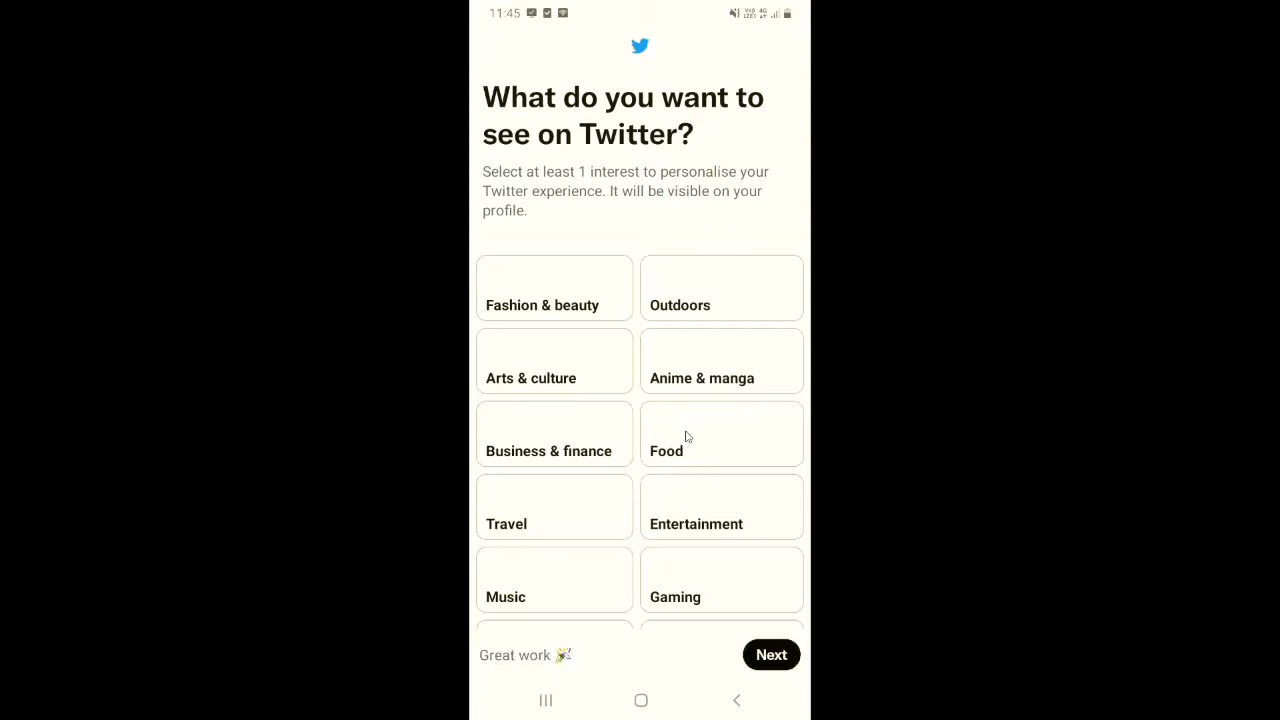 11:45
What do you want to
see on Twitter?
Select at least 1 interest to personalise your
Twitter experience. It will be visible on your
profile.
Fashion & beauty
Outdoors
Arts & culture
Anime & manga
Business & finance
Food
Travel
Entertainment
Music
Gaming
Great work 🎉
Next